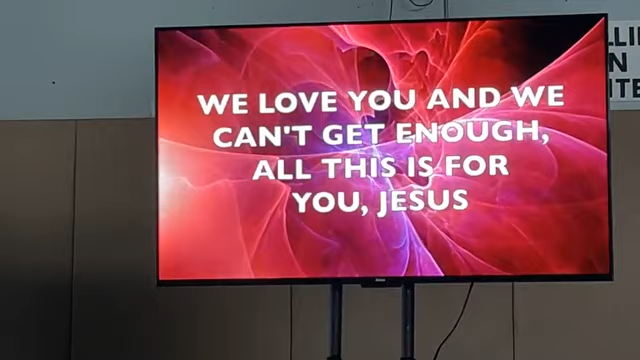 WE LOVE YOU AND WE
CAN'T GET ENOUGH,
ALL THIS IS FOR
YOU, JESUS